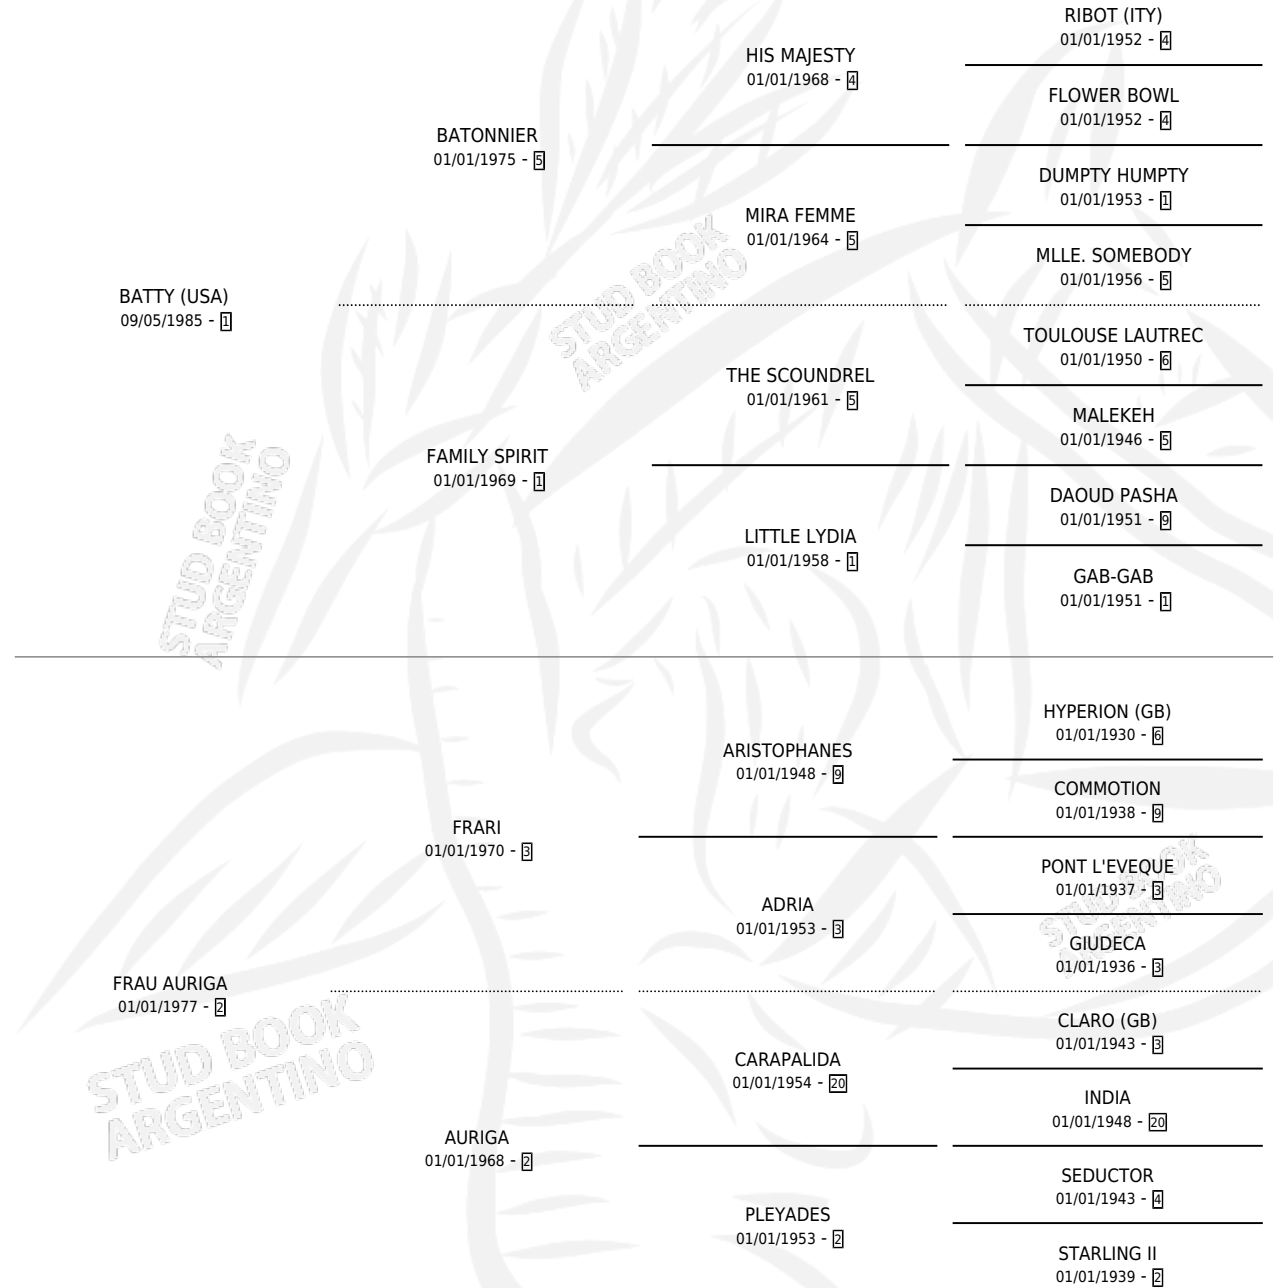 RIBOT (ITY)
01/01/1952 - 4
HIS MAJESTY
01/01/1968 - 4
FLOWER BOWL
01/01/1952 - 4
BATONNIER
01/01/1975 - 5
DUMPTY HUMPTY
01/01/1953 - 1
MIRA FEMME
01/01/1964 - 5
MLLE. SOMEBODY
01/01/1956 - 5
BATTY (USA)
09/05/1985 - 1
TOULOUSE LAUTREC
01/01/1950 - 6
THE SCOUNDREL
01/01/1961 - 5
MALEKEH
01/01/1946 - 5
FAMILY SPIRIT
01/01/1969 - 1
DAOUD PASHA
01/01/1951 - 9
LITTLE LYDIA
01/01/1958 - 1
GAB-GAB
01/01/1951 - 1
HYPERION (GB)
01/01/1930 - 6
ARISTOPHANES
01/01/1948 - 9
COMMOTION
01/01/1938 - 9
FRARI
01/01/1970 - 3
PONT L'EVEQUE
01/01/1937 - 3
ADRIA
01/01/1953 - 3
GIUDECA
01/01/1936 - 3
FRAU AURIGA
01/01/1977 - 2
CLARO (GB)
01/01/1943 - 3
CARAPALIDA
01/01/1954 - 20
INDIA
01/01/1948 - 20
AURIGA
01/01/1968 - 2
SEDUCTOR
01/01/1943 - 4
PLEYADES
01/01/1953 - 2
STARLING II
01/01/1939 - 2
STUD BOOK
ARGENTINO
STUD BOOK
ARGENTINO
STUD BOOK
ARGENTINO
STUD BOOK
ARGENTINO